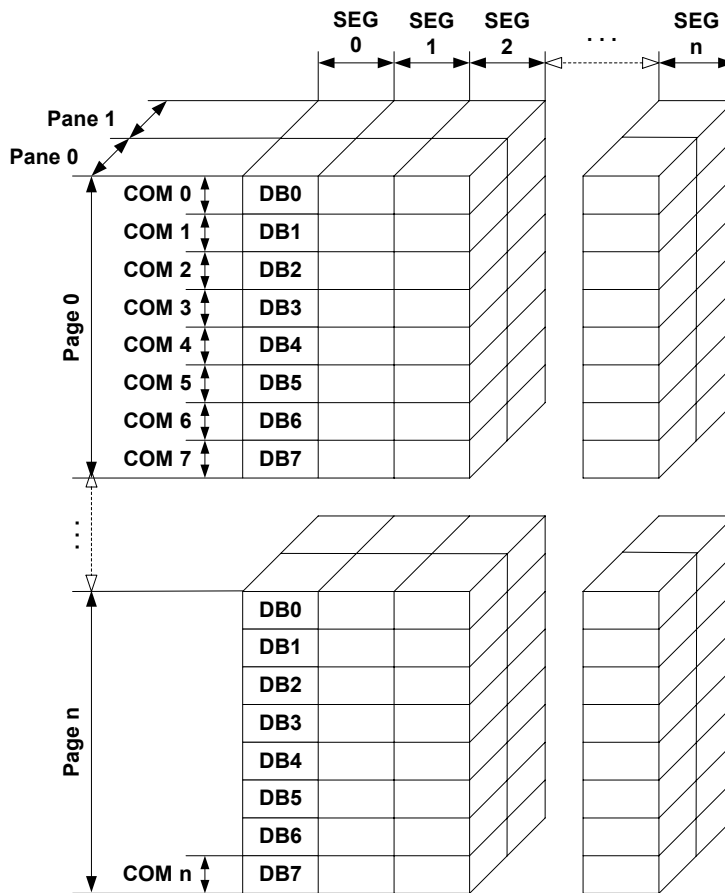 SEG 0
SEG 1
SEG 2
. . .
SEG n
Pane 1
Pane 0
Page 0
COM 0 DB0
COM 1 DB1
COM 2 DB2
COM 3 DB3
COM 4 DB4
COM 5 DB5
COM 6 DB6
COM 7 DB7
. . .
Page n
DB0
DB1
DB2
DB3
DB4
DB5
DB6
COM n DB7